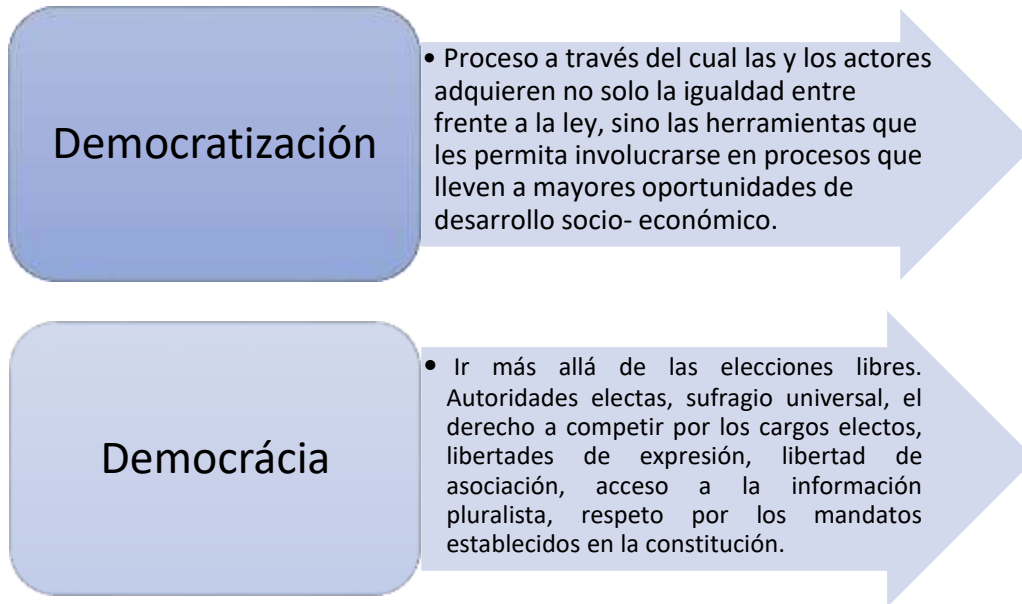 Democratización
• Proceso a través del cual las y los actores
adquieren no solo la igualdad entre
frente a la ley, sino las herramientas que
les permita involucrarse en procesos que
lleven a mayores oportunidades de
desarrollo socio- económico.
Democrácia
• Ir más allá de las elecciones libres.
Autoridades electas, sufragio universal, el
derecho a competir por los cargos electos,
libertades de expresión, libertad de
asociación, acceso a la información
pluralista, respeto por los mandatos
establecidos en la constitución.